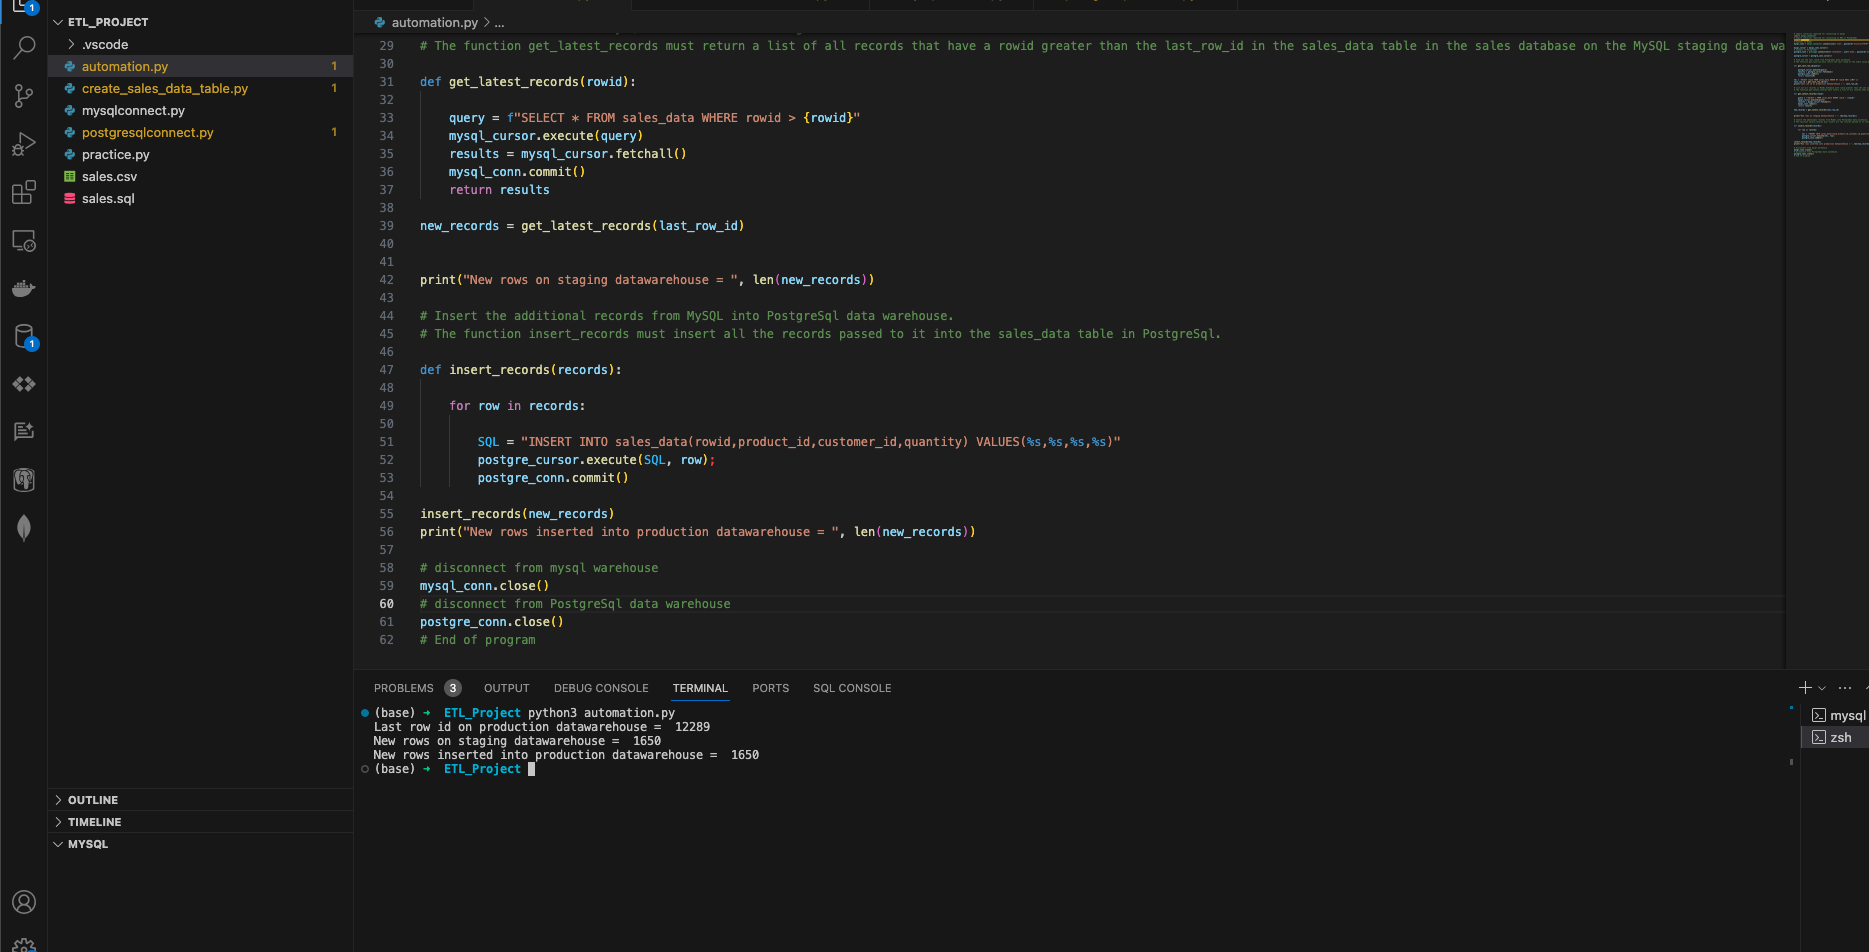 1
ETL_PROJECT
.vscode
automation.py 1
create_sales_data_table.py 1
mysqlconnect.py
postgresqlconnect.py 1
practice.py
sales.csv
sales.sql
1
OUTLINE
TIMELINE
MYSQL
automation.py > ...
29 # The function get_latest_records must return a list of all records that have a rowid greater than the last_row_id in the sales_data table in the sales database on the MySQL staging data wa
30
31 def get_latest_records(rowid):
32
33 query = f"SELECT * FROM sales_data WHERE rowid > {rowid}"
34 mysql_cursor.execute(query)
35 results = mysql_cursor.fetchall()
36 mysql_conn.commit()
37 return results
38
39 new_records = get_latest_records(last_row_id)
40
41
42 print("New rows on staging datawarehouse = ", len(new_records))
43
44 # Insert the additional records from MySQL into PostgreSql data warehouse.
45 # The function insert_records must insert all the records passed to it into the sales_data table in PostgreSql.
46
47 def insert_records(records):
48
49 for row in records:
50
51 SQL = "INSERT INTO sales_data(rowid,product_id,customer_id,quantity) VALUES(%s,%s,%s,%s)"
52 postgre_cursor.execute(SQL, row);
53 postgre_conn.commit()
54
55 insert_records(new_records)
56 print("New rows inserted into production datawarehouse = ", len(new_records))
57
58 # disconnect from mysql warehouse
59 mysql_conn.close()
60 # disconnect from PostgreSql data warehouse
61 postgre_conn.close()
62 # End of program
PROBLEMS 3 OUTPUT DEBUG CONSOLE TERMINAL PORTS SQL CONSOLE
(base) ➜ ETL_Project python3 automation.py
Last row id on production datawarehouse = 12289
New rows on staging datawarehouse = 1650
New rows inserted into production datawarehouse = 1650
(base) ➜ ETL_Project
mysql
zsh